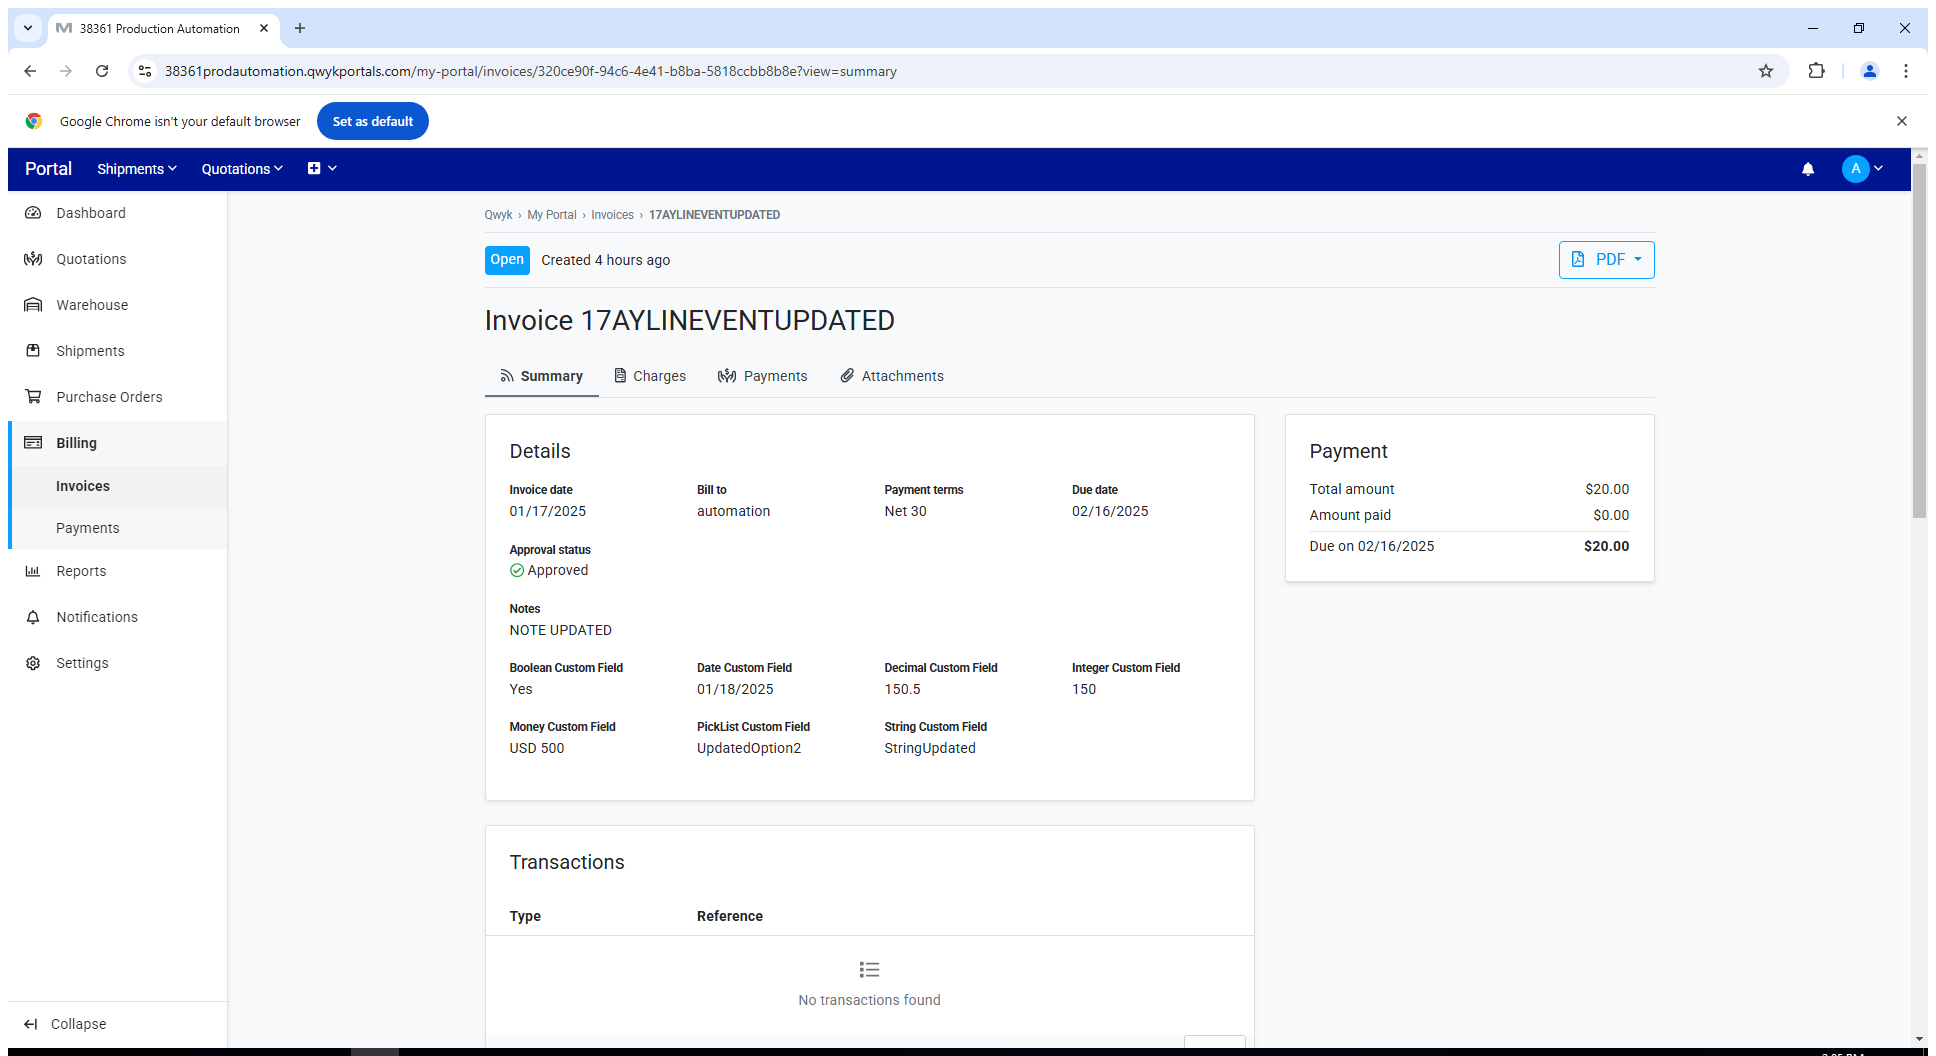 38361 Production Automation
38361prodautomation.qwykportals.com/my-portal/invoices/320ce90f-94c6-4e41-b8ba-5818ccbb8b8e?view=summary
Google Chrome isn't your default browser Set as default
Portal Shipments Quotations A
Dashboard
Quotations
Warehouse
Shipments
Purchase Orders
Billing
Invoices
Payments
Reports
Notifications
Settings
Collapse
Qwyk › My Portal › Invoices › 17AYLINEVENTUPDATED
Open Created 4 hours ago PDF
Invoice 17AYLINEVENTUPDATED
Summary Charges Payments Attachments
Details
Invoice date Bill to Payment terms Due date
01/17/2025 automation Net 30 02/16/2025
Approval status
Approved
Notes
NOTE UPDATED
Boolean Custom Field Date Custom Field Decimal Custom Field Integer Custom Field
Yes 01/18/2025 150.5 150
Money Custom Field PickList Custom Field String Custom Field
USD 500 UpdatedOption2 StringUpdated
Payment
Total amount $20.00
Amount paid $0.00
Due on 02/16/2025 $20.00
Transactions
Type Reference
No transactions found